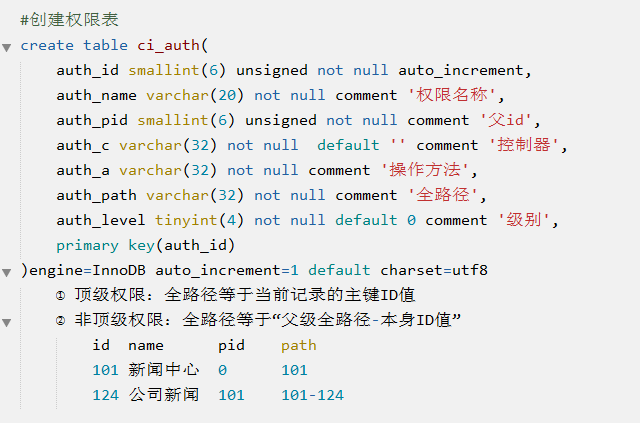 #创建权限表
create table ci_auth(
auth_id smallint(6) unsigned not null auto_increment,
auth_name varchar(20) not null comment '权限名称',
auth_pid smallint(6) unsigned not null comment '父id',
auth_c varchar(32) not null  default '' comment '控制器',
auth_a varchar(32) not null comment '操作方法',
auth_path varchar(32) not null comment '全路径',
auth_level tinyint(4) not null default 0 comment '级别',
primary key(auth_id)
)engine=InnoDB auto_increment=1 default charset=utf8
① 顶级权限：全路径等于当前记录的主键ID值
② 非顶级权限：全路径等于“父级全路径-本身ID值”
id name pid path
101 新闻中心 0 101
124 公司新闻 101 101-124